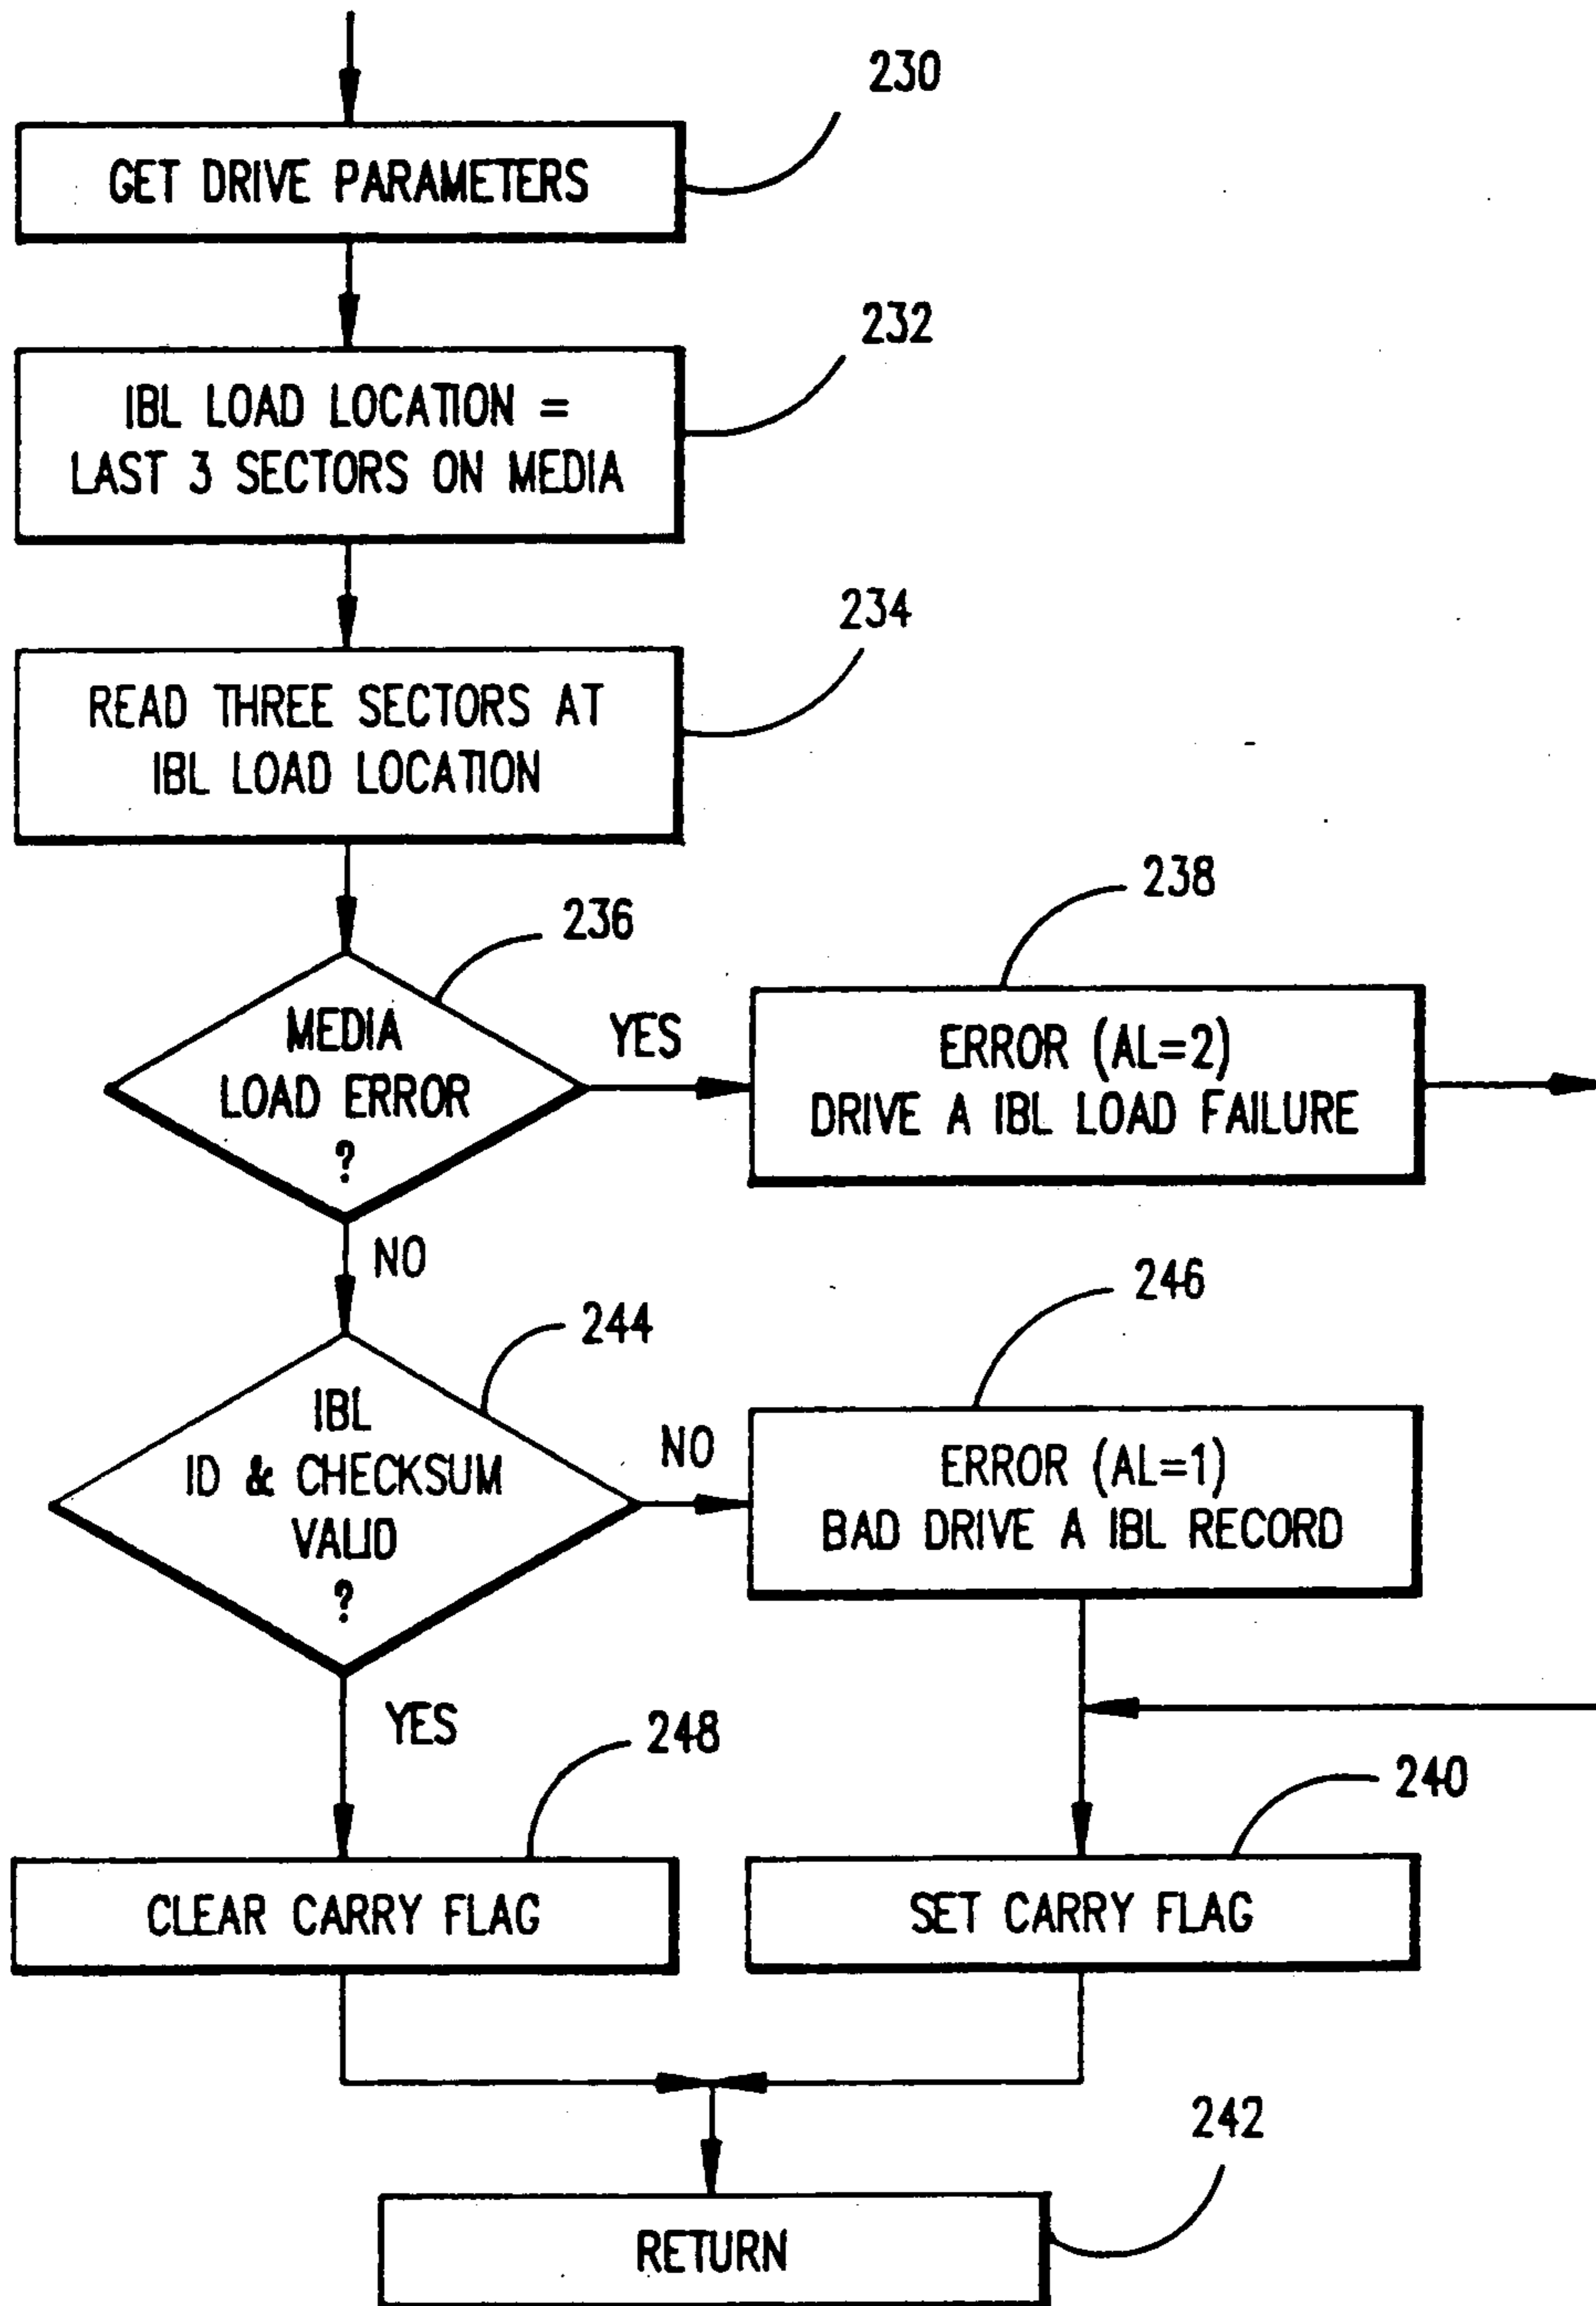 230
GET DRIVE PARAMETERS
232
IBL LOAD LOCATION =
LAST 3 SECTORS ON MEDIA
234
READ THREE SECTORS AT
IBL LOAD LOCATION
236
MEDIA
LOAD ERROR
?
YES
238
ERROR (AL=2)
DRIVE A IBL LOAD FAILURE
NO
244
IBL
ID & CHECKSUM
VALID
?
NO
246
ERROR (AL=1)
BAD DRIVE A IBL RECORD
YES
248
CLEAR CARRY FLAG
240
SET CARRY FLAG
242
RETURN